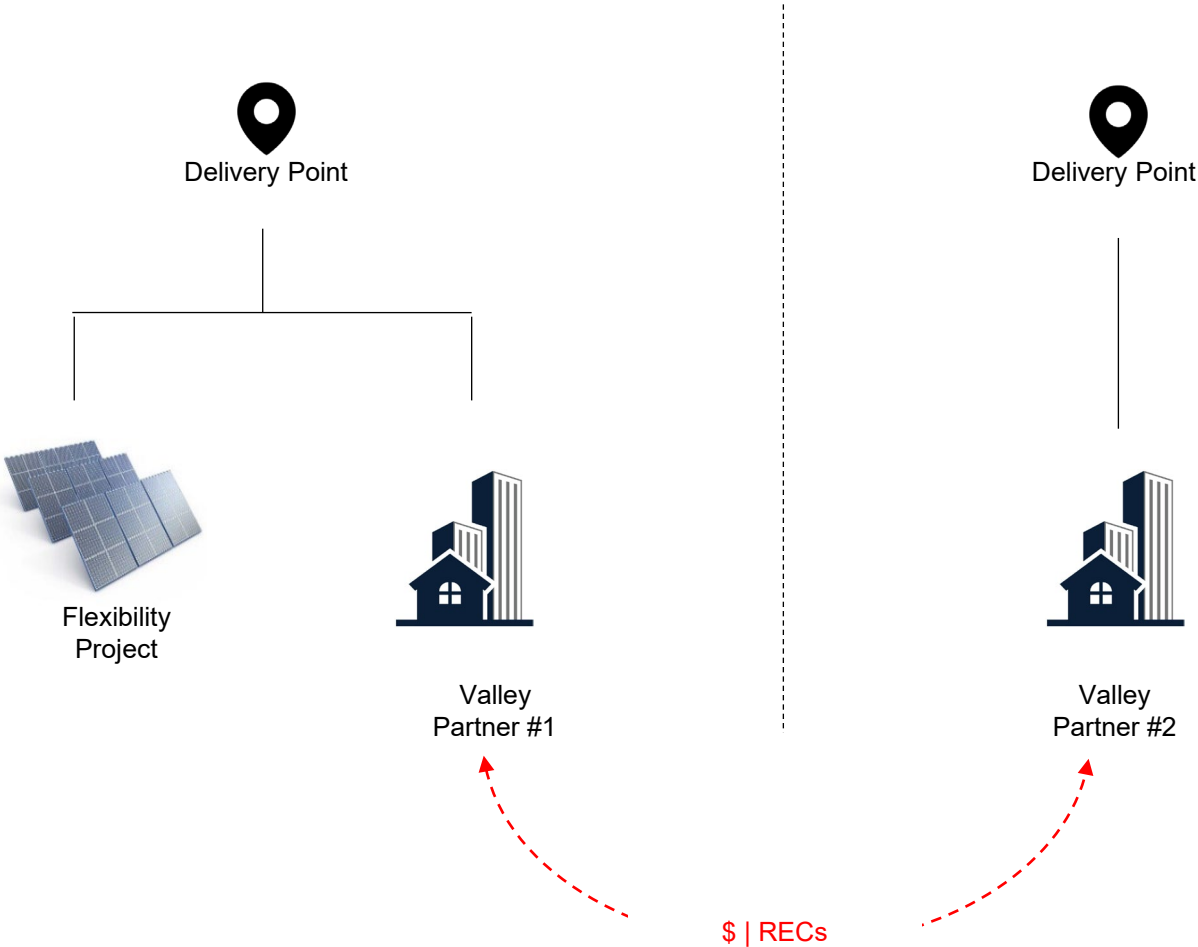 Delivery Point
Delivery Point
Flexibility
Project
Valley
Partner #1
Valley
Partner #2
$ | RECs